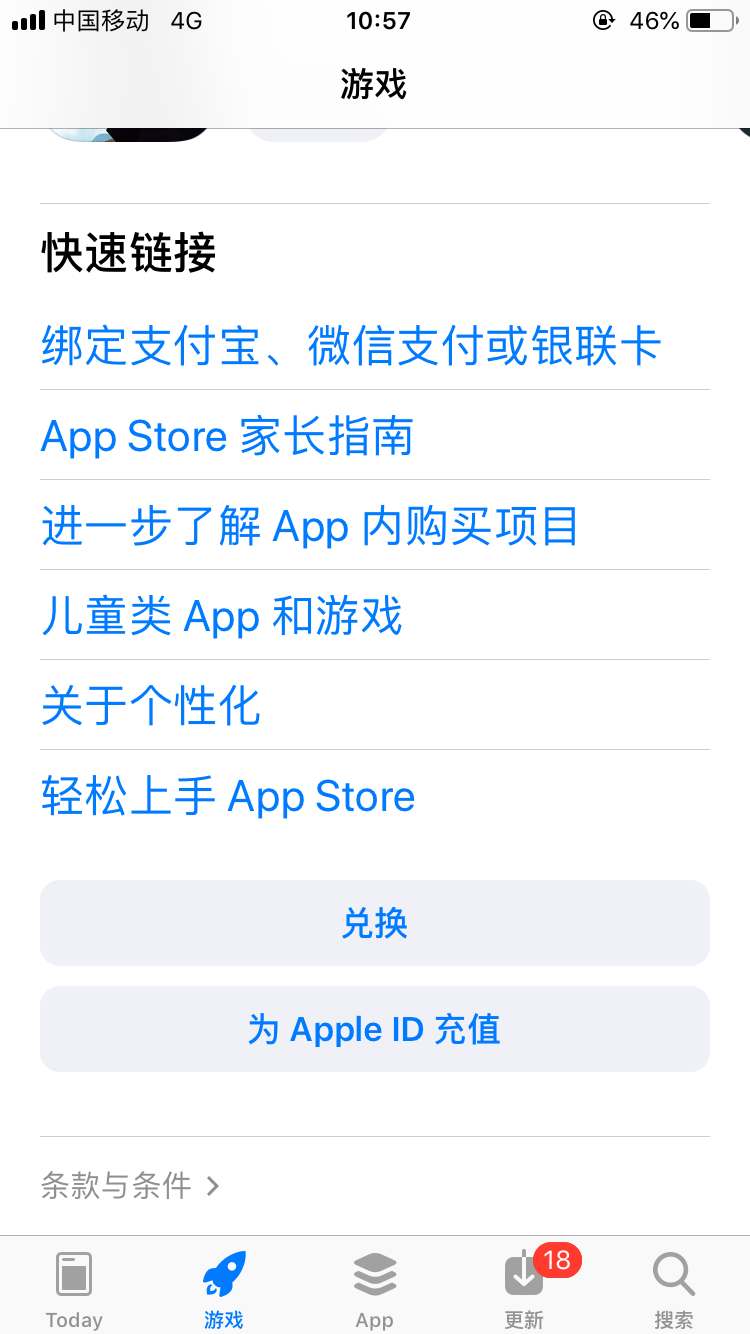 中国移动 4G 10:57 46%
游戏
快速链接
绑定支付宝、微信支付或银联卡
App Store 家长指南
进一步了解 App 内购买项目
儿童类 App 和游戏
关于个性化
轻松上手 App Store
兑换
为 Apple ID 充值
条款与条件
18
Today 游戏 App 更新 搜索